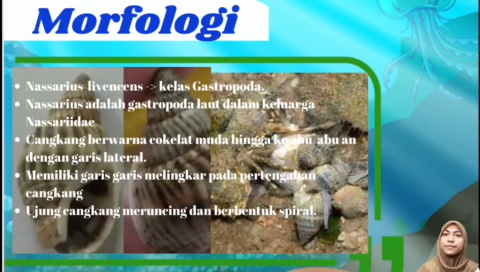 Morfologi
Nassarius livencens -> kelas Gastropoda.
Nassarius adalah gastropoda laut dalam keluarga
Nassariidae
Cangkang berwarna cokelat muda hingga ke abu-abu an
dengan garis lateral.
Memiliki garis garis melingkar pada pertengahan
cangkang
Ujung cangkang meruncing dan berbentuk spiral.